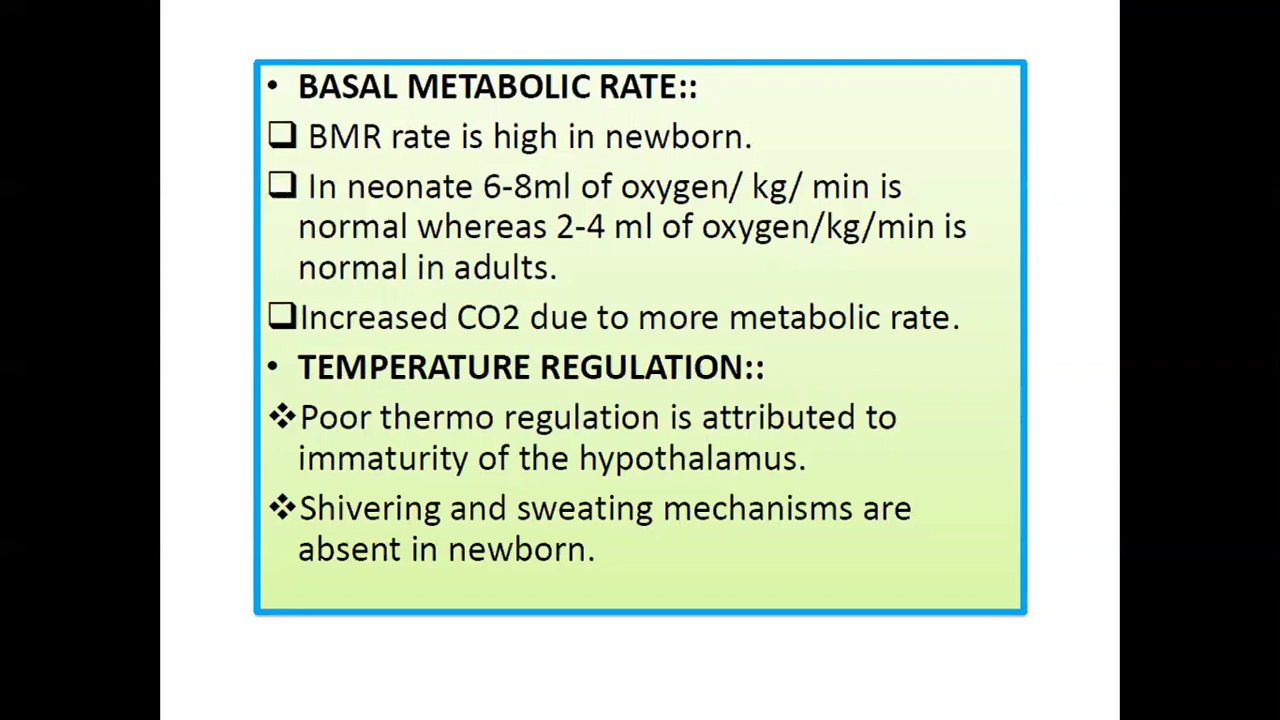 • BASAL METABOLIC RATE::
❑ BMR rate is high in newborn.
❑ In neonate 6-8ml of oxygen/ kg/ min is
normal whereas 2-4 ml of oxygen/kg/min is
normal in adults.
❑Increased CO2 due to more metabolic rate.
• TEMPERATURE REGULATION::
❖Poor thermo regulation is attributed to
immaturity of the hypothalamus.
❖Shivering and sweating mechanisms are
absent in newborn.